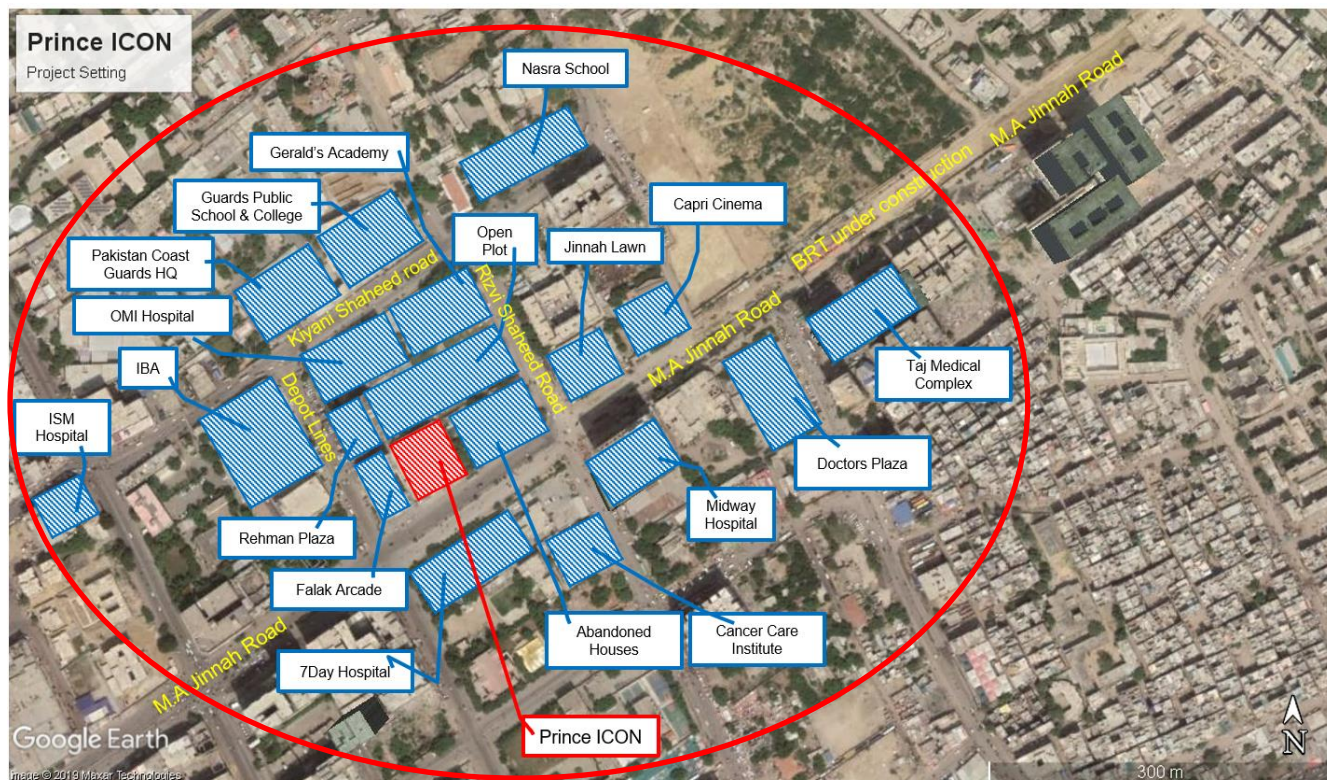 Prince ICON
Project Setting
Nasra School
Gerald's Academy
Guards Public
School & College
Open
Plot
Capri Cinema
Jinnah Lawn
Pakistan Coast
Guards HQ
OMI Hospital
IBA
ISM
Hospital
Taj Medical
Complex
Doctors Plaza
Midway
Hospital
Rehman Plaza
Falak Arcade
Abandoned
Houses
Cancer Care
Institute
7Day Hospital
Prince ICON
M.A Jinnah Road
BRT under construction
M.A Jinnah Road
M.A Jinnah Road
Kiyani Shaheed road
Rizvi Shaheed Road
Depot Lines
Google Earth
Image © 2019 Maxar Technologies
N
300 m